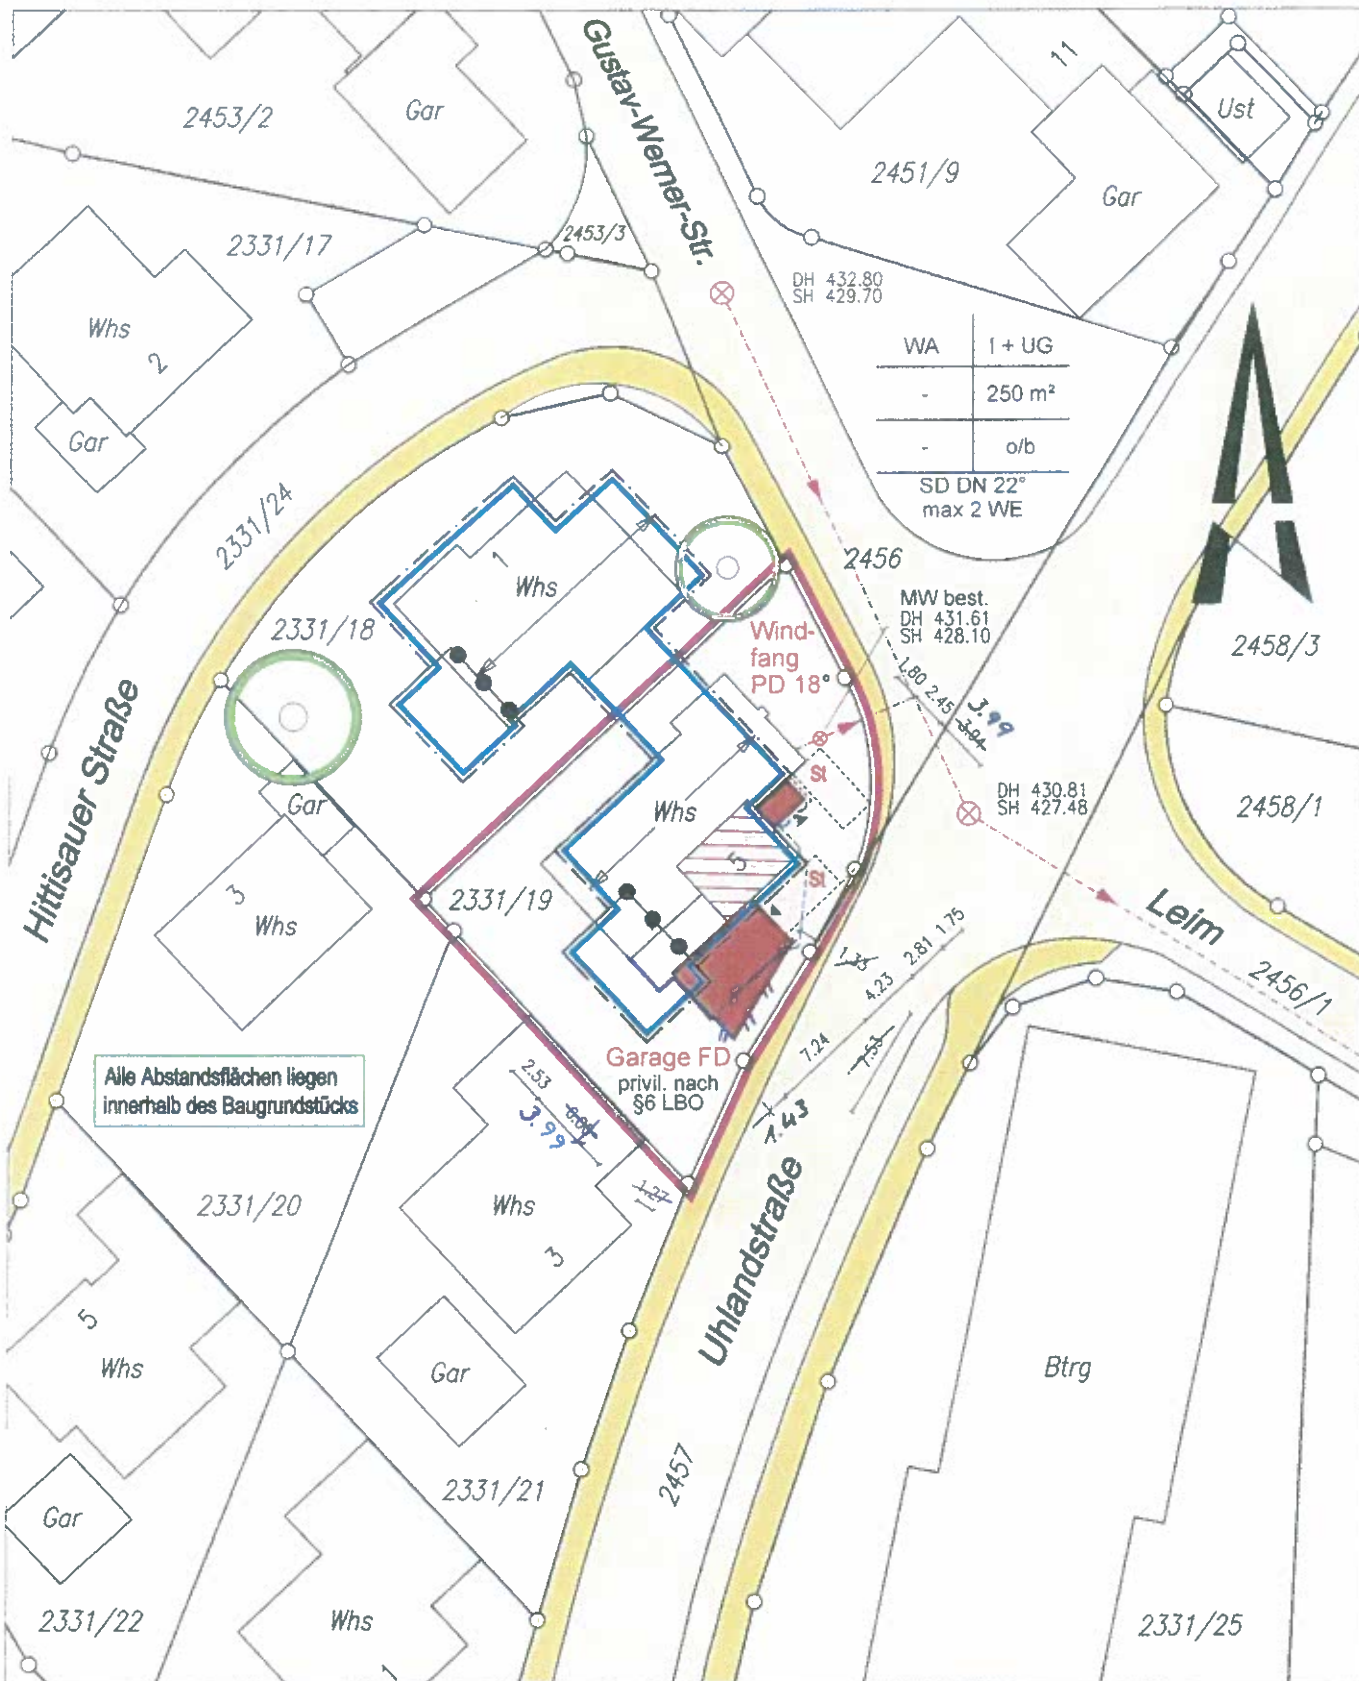 Gustav-Werner-Str.
11
Ust
2453/2
Gar
2451/9
Gar
2331/17
2453/3
DH 432.80
SH 429.70
Whs
2
Gar
WA I + UG
- 250 m²
- o/b
SD DN 22°
max 2 WE
2331/24
2456
1
Whs
MW best.
DH 431.61
SH 428.10
2331/18
Wind-
fang
PD 18°
2458/3
1.80 2.45 3.04
3.99
Hittisauer Straße
St
Gar
Whs
DH 430.81
SH 427.48
2458/1
5
St
3
Whs
2331/19
Leim
1.35
4.23 2.81 1.75
2456/1
7.24
7.53
Garage FD
privil. nach
§6 LBO
Alle Abstandsflächen liegen
innerhalb des Baugrundstücks
2.53
3.99
1.43
1.27
2331/20
Whs
3
Uhlandstraße
5
Whs
Gar
Btrg
2457
2331/21
Gar
2331/22
Whs
1
2331/25